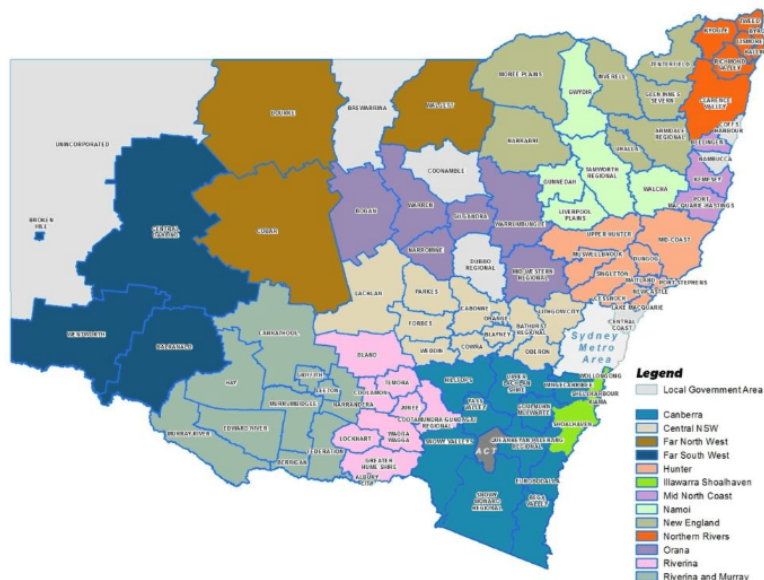 TWEED
KYOGLE
LISMORE
RICHMOND
VALLEY
TENTERFIELD
MOREE PLAINS
INVERELL
GWYDIR
GLEN INNES
SEVERN
CLARENCE
VALLEY
BOURKE
BREWARRINA
WALGETT
COFFS
HARBOUR
NARRABRI
ARMIDALE
REGIONAL
BELLINGEN
UNINCORPORATED
URALLA
NAMBUCCA
COONAMBLE
GUNNEDAH
TAMWORTH
REGIONAL
KEMPSEY
WALCHA
BOGAN
WARREN
GILGANDRA
WARRUMBUNGLE
LIVERPOOL
PLAINS
PORT
MACQUARIE-HASTINGS
BROKEN
HILL
CENTRAL
DARLING
COBAR
UPPER HUNTER
MID-COAST
NARROMINE
DUBBO
REGIONAL
MUSWELLBROOK
DUNGOG
MID-WESTERN
REGIONAL
SINGLETON
MAITLAND
PORT STEPHENS
NEWCASTLE
CESSNOCK
LAKE MACQUARIE
LACHLAN
PARKES
CABONNE
LITHGOW CITY
CENTRAL
COAST
FORBES
ORANGE
BLAYNEY
BATHURST
REGIONAL
Sydney
Metro
Area
WENTWORTH
BALRANALD
CARRATHOOL
WEDDIN
COWRA
OBERON
BLAND
HAY
GRIFFITH
LEETON
TEMORA
COOLAMON
HILLTOPS
UPPER
LACHLAN
SHIRE
WINGECARRIBEE
WOLLONGONG
SHELLHARBOUR
KIAMA
MURRUMBIDGEE
NARRANDERA
JUNEE
COOTAMUNDRA GUNDAGAI
REGIONAL
YASS
VALLEY
GOULBURN
MULWAREE
SHOALHAVEN
MURRAY RIVER
EDWARD RIVER
LOCKHART
WAGGA
WAGGA
SNOWY VALLEYS
QUEANBEYAN-PALERANG
REGIONAL
ACT
FEDERATION
BERRIGAN
GREATER
HUME SHIRE
ALBURY
CITY
EUROBODALLA
SNOWY
MONARO
REGIONAL
BEGA
VALLEY
Legend
Local Government Area
Canberra
Central NSW
Far North West
Far South West
Hunter
Illawarra Shoalhaven
Mid North Coast
Namoi
New England
Northern Rivers
Orana
Riverina
Riverina and Murray